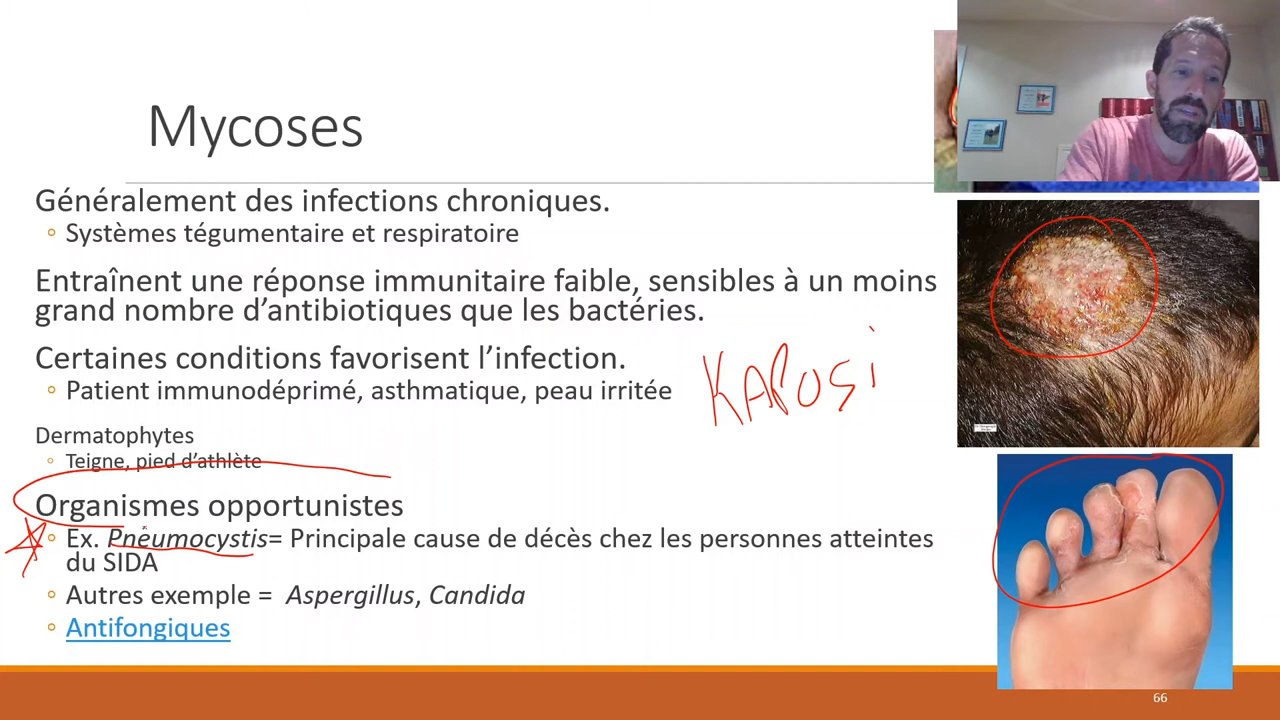 Mycoses
Généralement des infections chroniques.
◦ Systèmes tégumentaire et respiratoire
Entraînent une réponse immunitaire faible, sensibles à un moins
grand nombre d'antibiotiques que les bactéries.
Certaines conditions favorisent l'infection.
◦ Patient immunodéprimé, asthmatique, peau irritée
KAPOSI
Dermatophytes
◦ Teigne, pied d'athlète
Organismes opportunistes
◦ Ex. Pneumocystis= Principale cause de décès chez les personnes atteintes
du SIDA
◦ Autres exemple = Aspergillus, Candida
◦ Antifongiques
66